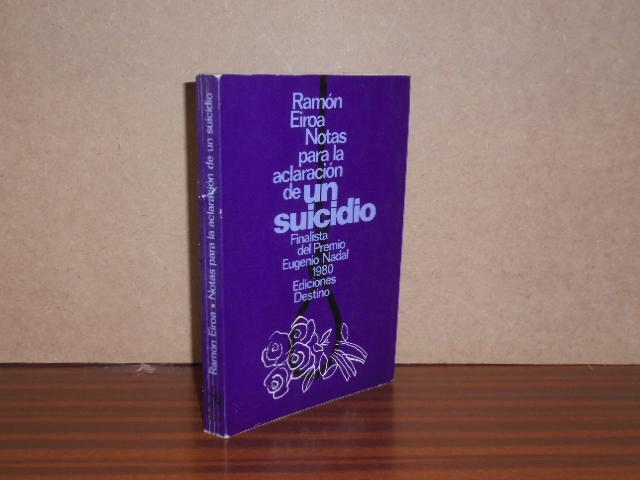 Ramón
Eiroa
Notas
para la
aclaración
de un
suicidio
Finalista
del Premio
Eugenio Nadal
1980
Ediciones
Destino
Ramón Eiroa • Notas para la aclaración de un suicidio